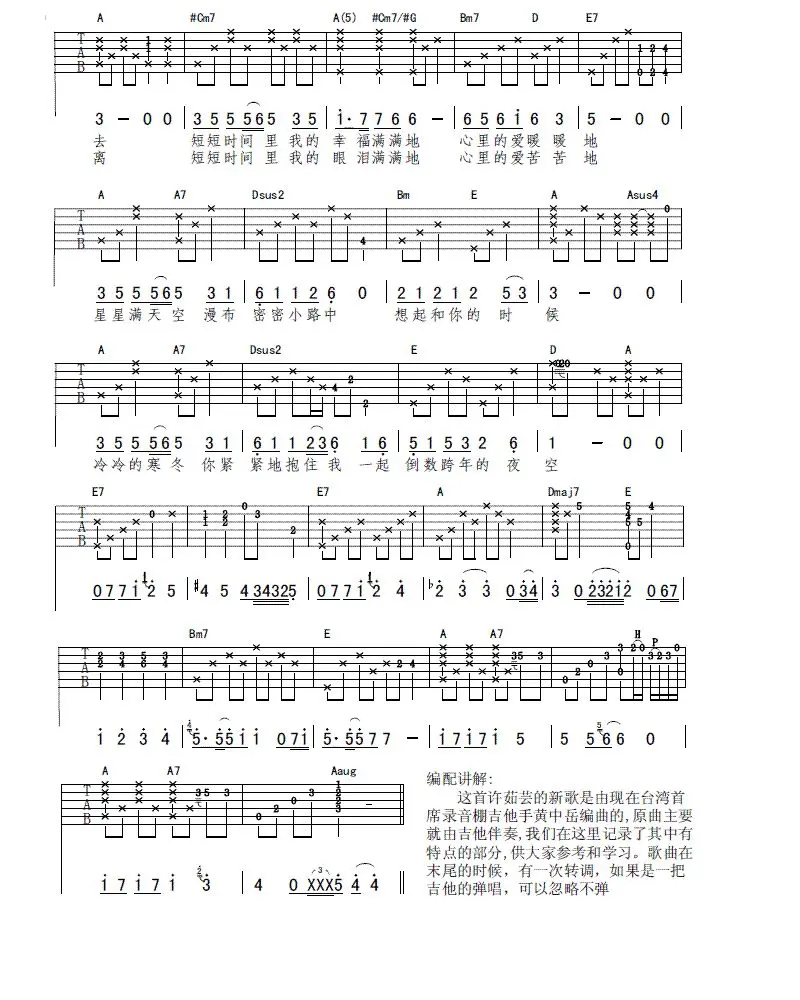 A #Cm7 A(5) #Cm7/#G Bm7 D E7
T
A
B
3 - 0 0 3 5 5 5 6 5 3 5 1· 7 7 6 6 - 6 5 6 1 6 3 5 - 0 0
去 短短时间 里我的 幸福满满地 心里的爱暖 暖 地
离 短短时间 里我的 眼泪满满地 心里的爱苦 苦 地
A A7 Dsus2 Bm E A Asus4
T
A
B
3 5 5 5 6 5 3 1 6 1 1 2 6 0 2 1 2 1 2 5 3 3 - 0 0
星星满天空 漫布 密密小路中 想起和你的 时 候
A A7 Dsus2 E D A
T
A
B
3 5 5 5 6 5 3 1 6 1 1 2 3 6 1 6 5 1 5 3 2 6 1 - 0 0
冷冷的寒冬 你紧 紧地抱住 我 一起 倒数跨年的 夜 空
E7 E7 A Dmaj7 E
T
A
B
0 7 7 1 2 5 #4 5 4 3 4 3 2 5 0 7 7 1 2 4 b2 3 3 0 3 4 3 0 2 3 2 1 2 0 6 7
Bm7 E A A7 H P
T
A
B
1 2 3 4 5· 5 5 1 1 0 7 1 5· 5 5 7 7 - 1 7 1 7 1 5 5 5 6 6 0
A A7 Aaug
T
A
B
1 7 1 7 1 3 4 0 X X X 5 4 4
编配讲解:
这首许茹芸的新歌是由现在台湾首
席录音棚吉他手黄中岳编曲的,原曲主要
就由吉他伴奏,我们在这里记录了其中有
特点的部分,供大家参考和学习。歌曲在
末尾的时候，有一次转调，如果是一把
吉他的弹唱，可以忽略不弹